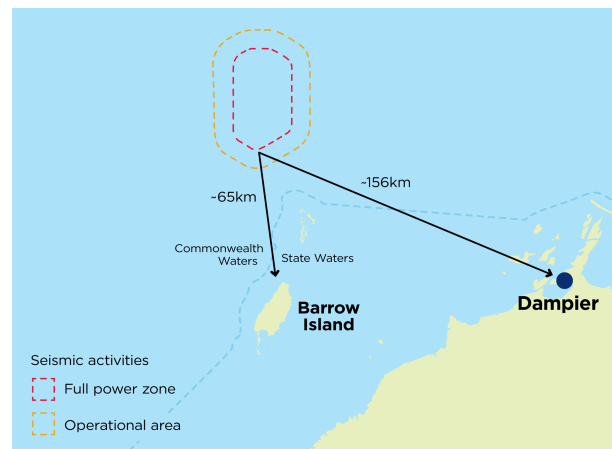 ~65km
~156km
Commonwealth
Waters
State Waters
Barrow
Island
Dampier
Seismic activities
Full power zone
Operational area